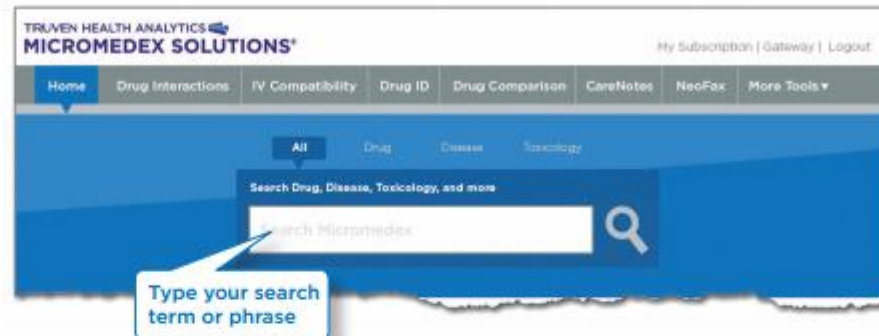 TRUVEN HEALTH ANALYTICS
MICROMEDEX SOLUTIONS®
My Subscription | Gateway | Logout
Home Drug Interactions IV Compatibility Drug ID Drug Comparison CareNotes NeoFax More Tools
All Drug Disease Toxicology
Search Drug, Disease, Toxicology, and more
Search Micromedex
Type your search
term or phrase